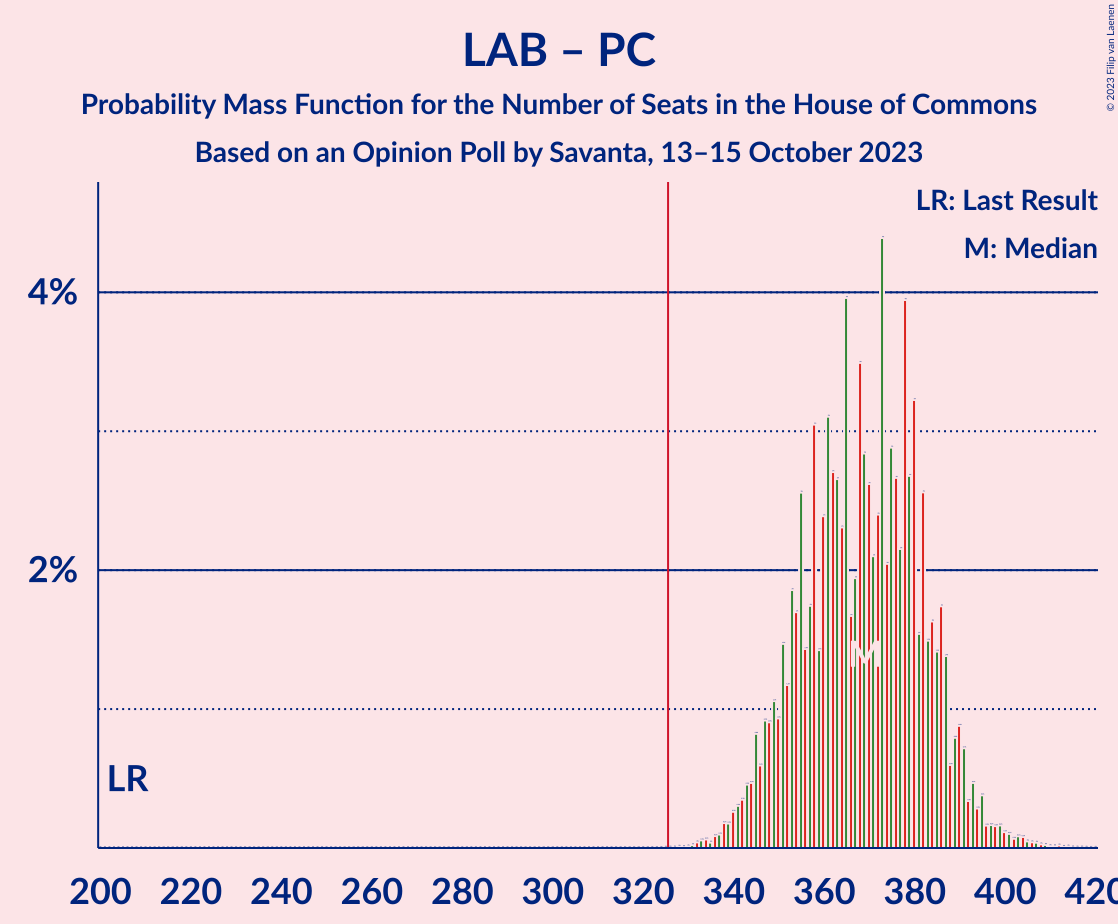 LAB – PC
Probability Mass Function for the Number of Seats in the House of Commons
Based on an Opinion Poll by Savanta, 13–15 October 2023
© 2023 Filip van Laenen
LR: Last Result
M: Median
4%
2%
M
LR
200 220 240 260 280 300 320 340 360 380 400 420